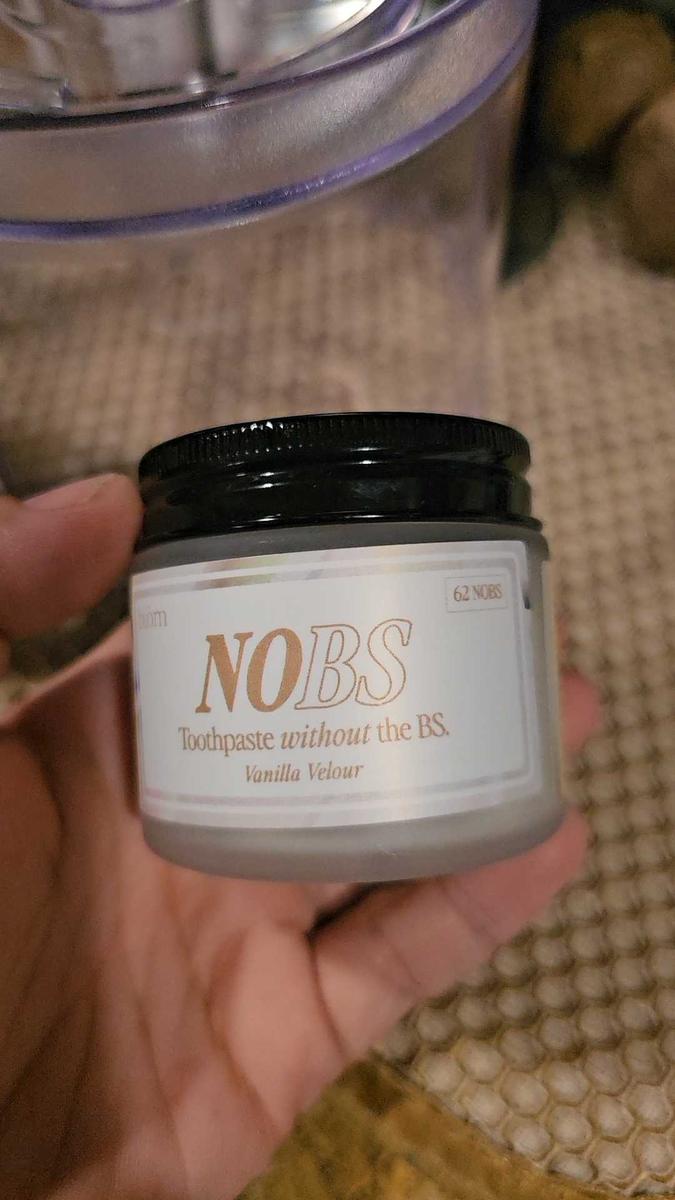 62 NOBS
NOBS
Toothpaste without the BS.
Vanilla Velour